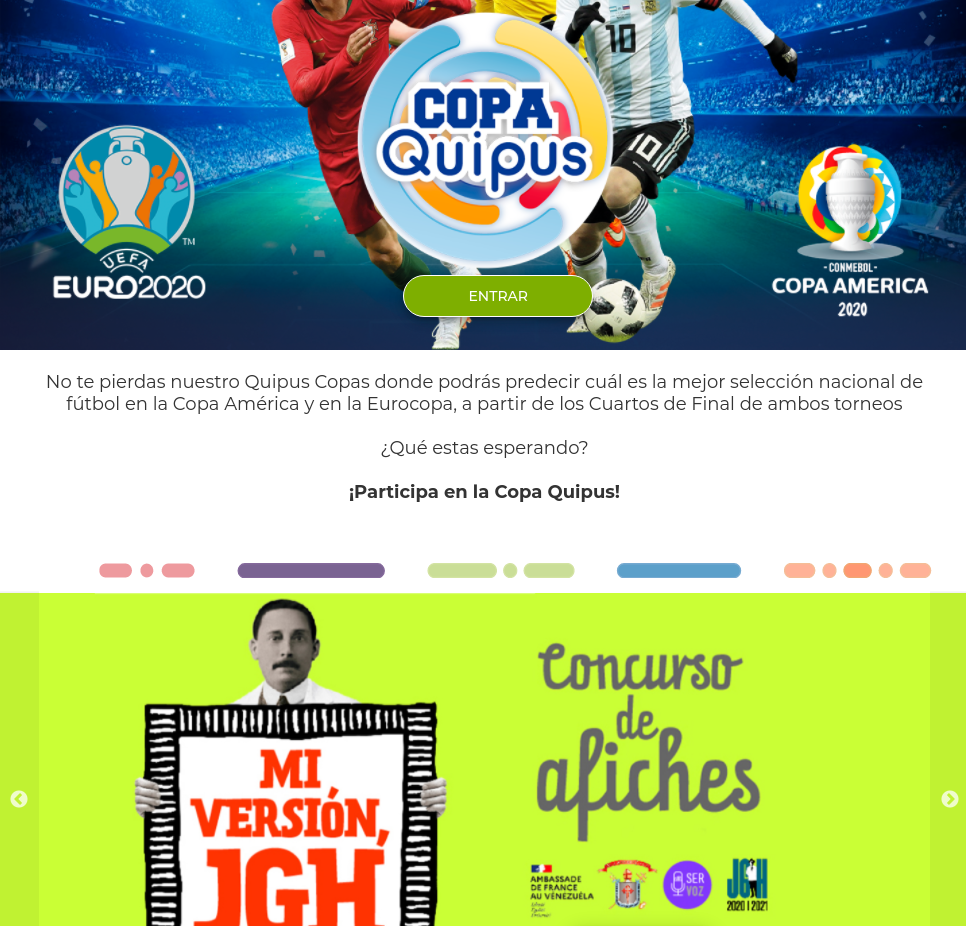 10
COPA
Quipus
10
TM
UEFA
EURO2020
- CONMEBOL -
COPA AMERICA
2020
ENTRAR
No te pierdas nuestro Quipus Copas donde podrás predecir cuál es la mejor selección nacional de
fútbol en la Copa América y en la Eurocopa, a partir de los Cuartos de Final de ambos torneos
¿Qué estas esperando?
¡Participa en la Copa Quipus!
MI
VERSIÓN,
JGH
Concurso
de
afiches
AMBASSADE
DE FRANCE
AU VENEZUELA
SER
VOZ
JGH
2020 | 2021